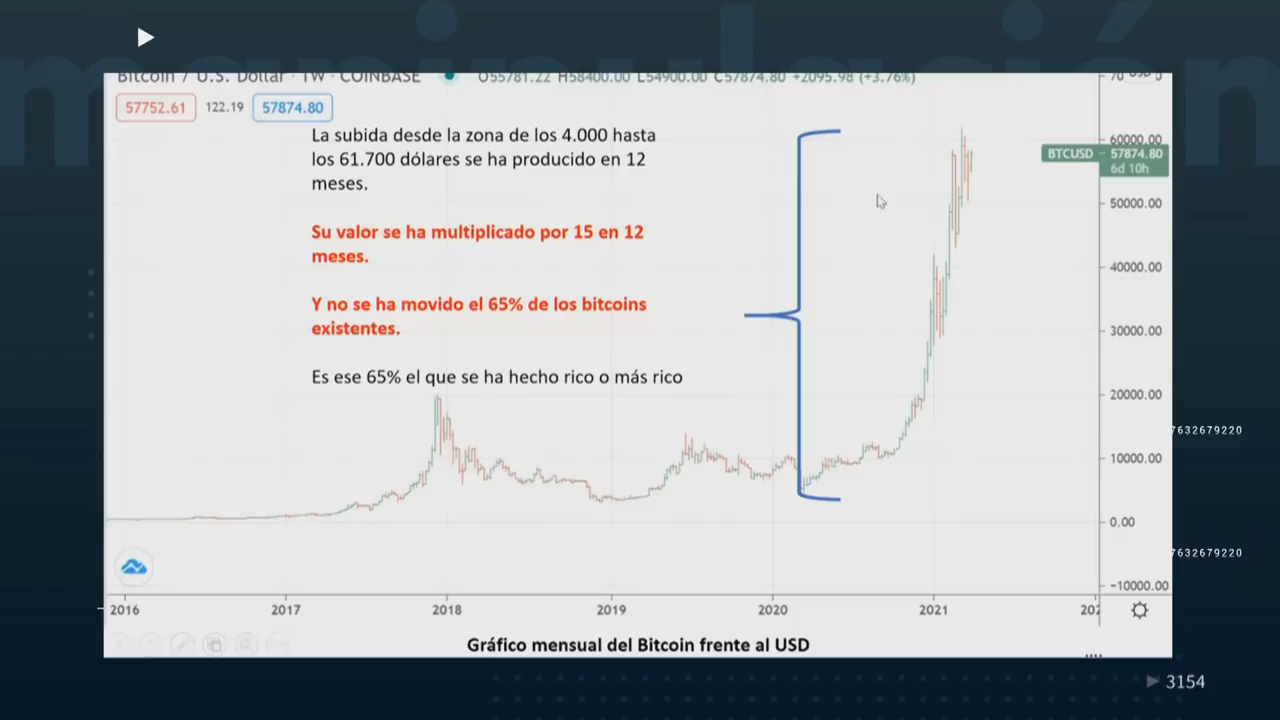 manipulación
Bitcoin / U.S. Dollar · 1W · COINBASE O55781.22 H58400.00 L54900.00 C57874.80 +2095.98 (+3.76%)
57752.61 122.19 57874.80
La subida desde la zona de los 4.000 hasta
los 61.700 dólares se ha producido en 12
meses.
Su valor se ha multiplicado por 15 en 12
meses.
Y no se ha movido el 65% de los bitcoins
existentes.
Es ese 65% el que se ha hecho rico o más rico
USD
60000.00
BTCUSD - 57874.80
6d 10h
50000.00
40000.00
30000.00
20000.00
10000.00
0.00
-10000.00
2016 2017 2018 2019 2020 2021
Gráfico mensual del Bitcoin frente al USD
7632679220
7632679220
3154